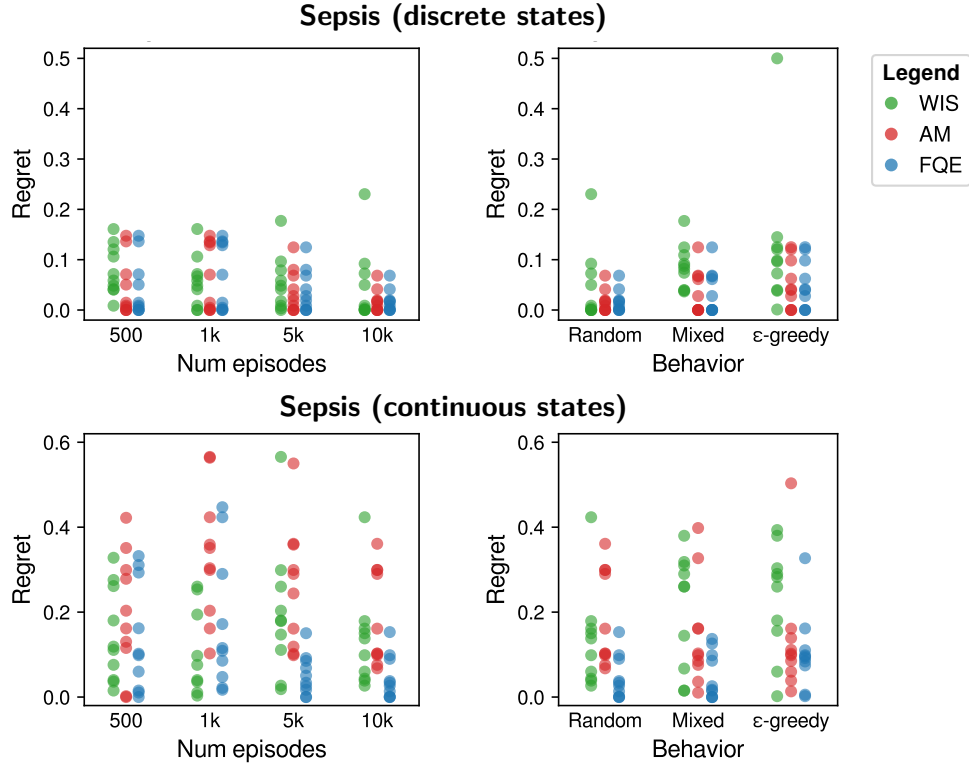 Sepsis (discrete states)
0.5
0.4
0.3
0.2
0.1
0.0
Regret
500 1k 5k 10k
Num episodes
0.5
0.4
0.3
0.2
0.1
0.0
Regret
Random Mixed ε-greedy
Behavior
Legend
WIS
AM
FQE
Sepsis (continuous states)
0.6
0.4
0.2
0.0
Regret
500 1k 5k 10k
Num episodes
0.6
0.4
0.2
0.0
Regret
Random Mixed ε-greedy
Behavior